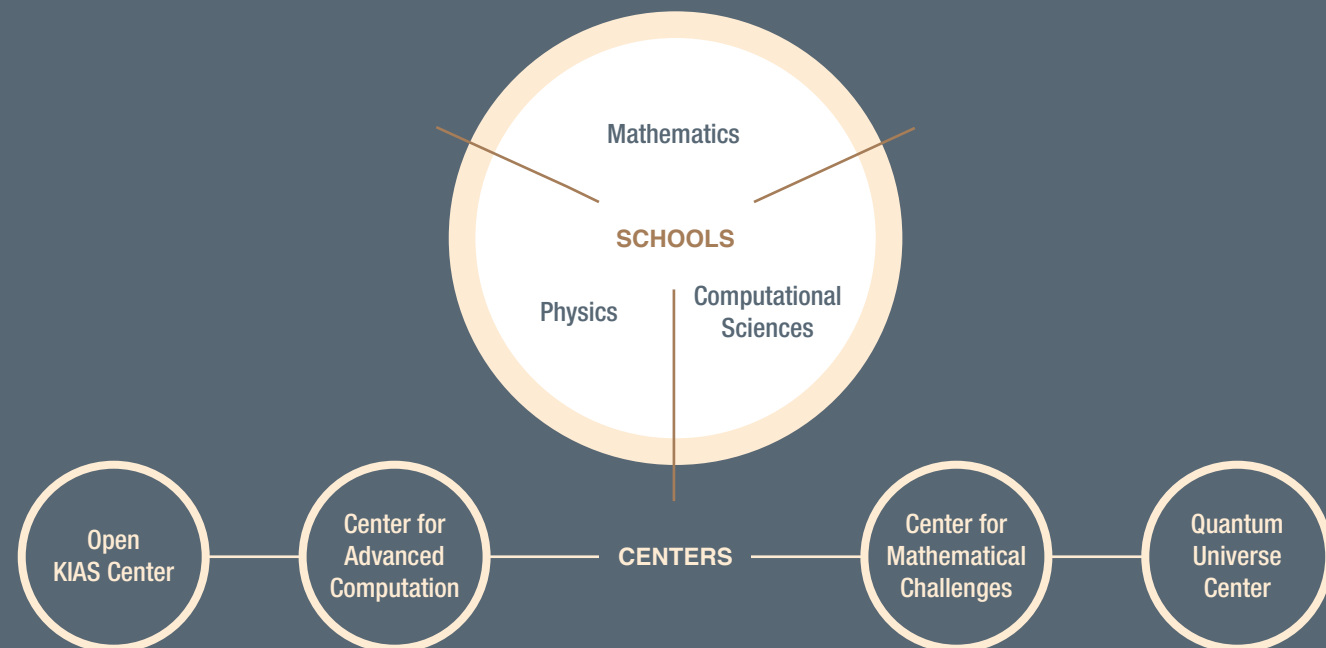 Mathematics
SCHOOLS
Physics
Computational
Sciences
Open
KIAS Center
Center for
Advanced
Computation
CENTERS
Center for
Mathematical
Challenges
Quantum
Universe
Center